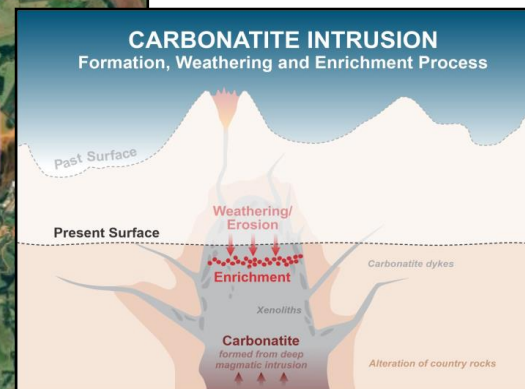 CARBONATITE INTRUSION
Formation, Weathering and Enrichment Process
Past Surface
Weathering/
Erosion
Present Surface
Enrichment
Carbonatite dykes
Xenoliths
Carbonatite
formed from deep
magmatic intrusion
Alteration of country rocks